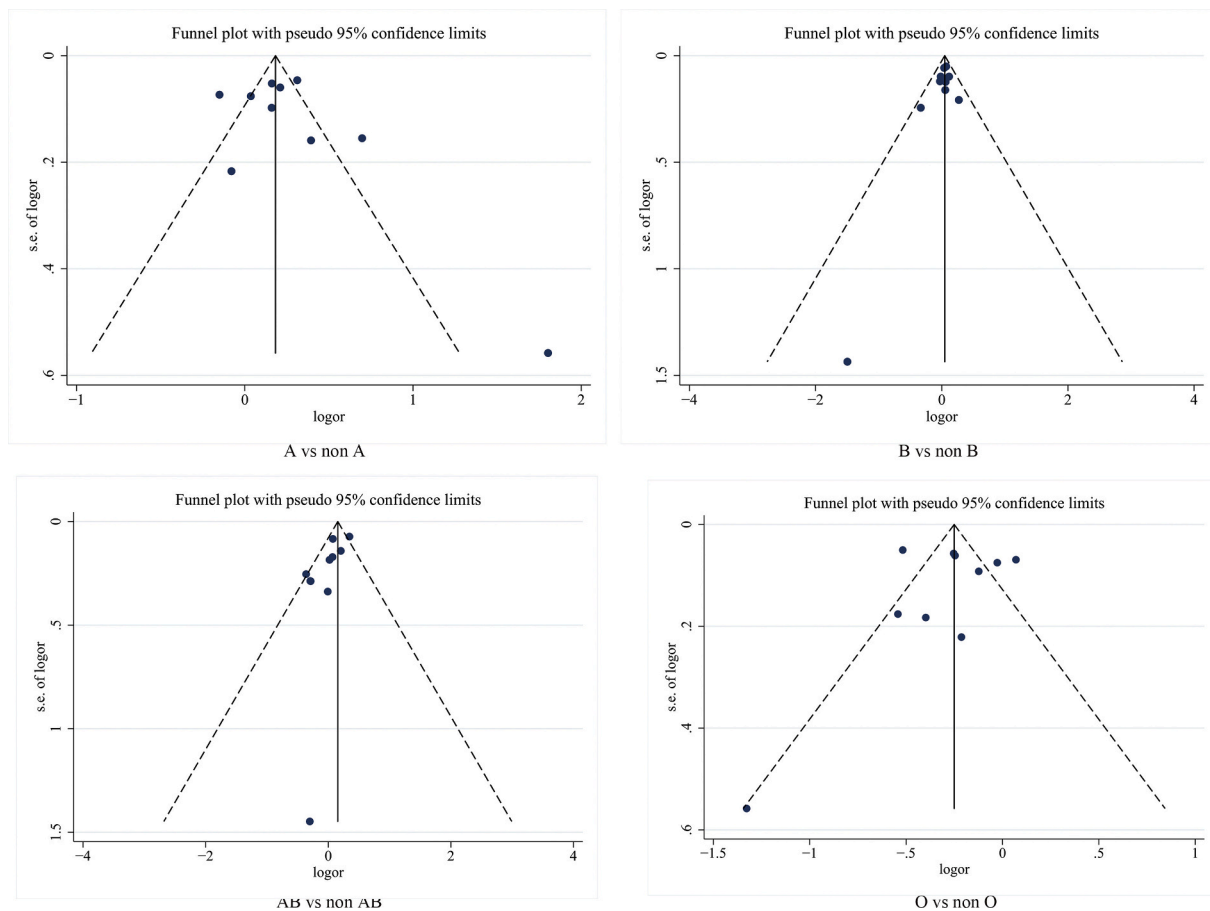 Funnel plot with pseudo 95% confidence limits
0
.2
.4
.6
s.e. of logor
−1
0
1
2
logor
A vs non A
Funnel plot with pseudo 95% confidence limits
0
.5
1
1.5
s.e. of logor
−4
−2
0
2
4
logor
B vs non B
Funnel plot with pseudo 95% confidence limits
0
.5
1
1.5
s.e. of logor
−4
−2
0
2
4
logor
AB vs non AB
Funnel plot with pseudo 95% confidence limits
0
.2
.4
.6
s.e. of logor
−1.5
−1
−.5
0
.5
1
logor
O vs non O